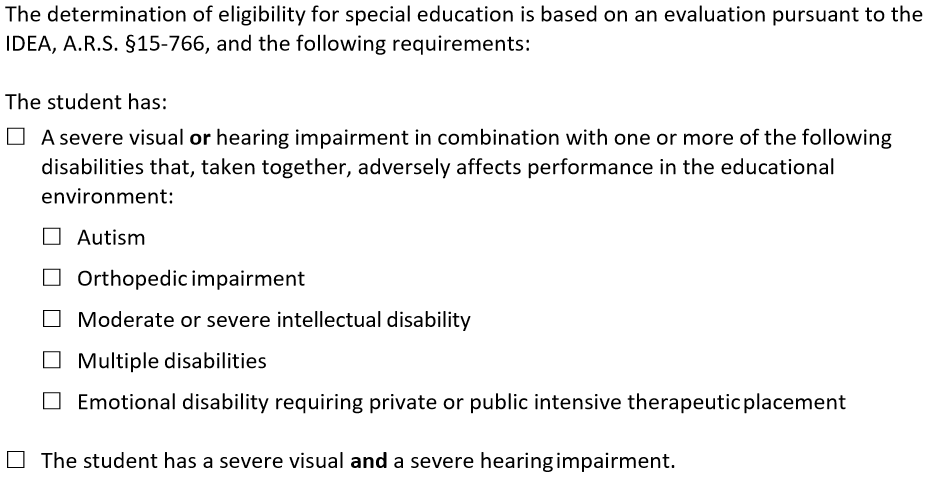 The determination of eligibility for special education is based on an evaluation pursuant to the
IDEA, A.R.S. §15-766, and the following requirements:
The student has:
☐ A severe visual or hearing impairment in combination with one or more of the following
disabilities that, taken together, adversely affects performance in the educational
environment:
☐ Autism
☐ Orthopedic impairment
☐ Moderate or severe intellectual disability
☐ Multiple disabilities
☐ Emotional disability requiring private or public intensive therapeutic placement
☐ The student has a severe visual and a severe hearing impairment.